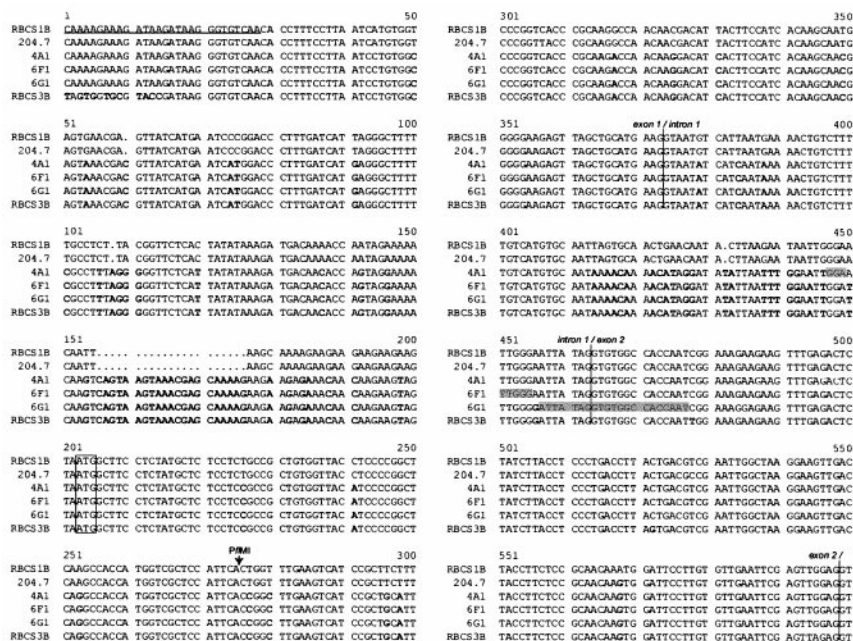 1 50
RBCS1B CAAAAGAAAG ATAAGATAAG GGTGTCAACA CCTTTCCTTA ATCATGTGGT
204.7 CAAAAGAAAG ATAAGATAAG GGTGTCAACA CCTTTCCTTA ATCATGTGGT
4A1 CAAAAGAAAG ATAAGATAAG GGTGTCAACA CCTTTCCTTA ATCCTGTGGC
6F1 CAAAAGAAAG ATAAGATAAG GGTGTCAACA CCTTTCCTTA ATCCTGTGGC
6G1 CAAAAGAAAG ATAAGATAAG GGTGTCAACA CCTTTCCTTA ATCCTGTGGC
RBCS3B TAGTGGTGCG TACCGATAAG GGTGTCAACA CCTTTCCTTA ATCCTGTGGC
51 100
RBCS1B AGTGAACGA. GTTATCATGA ATCCCGGACC CTTTGATCAT TAGGGCTTTT
204.7 AGTGAACGA. GTTATCATGA ATCCCGGACC CTTTGATCAT TAGGGCTTTT
4A1 AGTAAACGAC GTTATCATGA ATCATGGACC CTTTGATCAT GAGGGCTTTT
6F1 AGTAAACGAC GTTATCATGA ATCATGGACC CTTTGATCAT GAGGGCTTTT
6G1 AGTAAACGAC GTTATCATGA ATCATGGACC CTTTGATCAT GAGGGCTTTT
RBCS3B AGTAAACGAC GTTATCATGA ATCATGGACC CTTTGATCAT GAGGGCTTTT
101 150
RBCS1B TGCCTCT.TA CGGTTCTCAC TATATAAAGA TGACAAAACC AATAGAAAAA
204.7 TGCCTCT.TA CGGTTCTCAC TATATAAAGA TGACAAAACC AATAGAAAAA
4A1 CGCCTTTAGG GGGTTCTCAT TATATAAAGA TGACAACACC AGTAGGAAAA
6F1 CGCCTTTAGG GGGTTCTCAT TATATAAAGA TGACAACACC AGTAGGAAAA
6G1 CGCCTTTAGG GGGTTCTCAT TATATAAAGA TGACAACACC AGTAGGAAAA
RBCS3B CGCCTTTAGG GGGTTCTCAT TATATAAAGA TGACAACACC AGTAGGAAAA
151 200
RBCS1B CAATT..... .......... .....AAGC AAAAGAAGAA GAAGAAGAAG
204.7 CAATT..... .......... .....AAGC AAAAGAAGAA GAAGAAGAAG
4A1 CAAGTCAGTA AGTAAACGAG CAAAAGAAGA AGAGAAACAA CAAGAAGTAG
6F1 CAAGTCAGTA AGTAAACGAG CAAAAGAAGA AGAGAAACAA CAAGAAGTAG
6G1 CAAGTCAGTA AGTAAACGAG CAAAAGAAGA AGAGAAACAA CAAGAAGTAG
RBCS3B CAAGTCAGTA AGTAAACGAG CAAAAGAAGA AGAGAAACAA CAAGAAGTAG
201 250
RBCS1B TAATGGCTTC CTCTATGCTC TCCTCTGCCG CTGTGGTTAC CTCCCCGGCT
204.7 TAATGGCTTC CTCTATGCTC TCCTCTGCCG CTGTGGTTAC CTCCCCGGCT
4A1 TAATGGCTTC CTCTATGCTC TCCTCCGCCG CTGTGGTTAC ATCCCCGGCT
6F1 TAATGGCTTC CTCTATGCTC TCCTCCGCCG CTGTGGTTAC ATCCCCGGCT
6G1 TAATGGCTTC CTCTATGCTC TCCTCCGCCG CTGTGGTTAC ATCCCCGGCT
RBCS3B TAATGGCTTC CTCTATGCTC TCCTCCGCCG CTGTGGTTAC ATCCCCGGCT
251 PflMI 300
RBCS1B CAAGCCACCA TGGTCGCTCC ATTCACTGGT TTGAAGTCAT CCGCTTCTTT
204.7 CAAGCCACCA TGGTCGCTCC ATTCACTGGT TTGAAGTCAT CCGCTTCTTT
4A1 CAGGCCACCA TGGTCGCTCC ATTCACCGGC TTGAAGTCAT CCGCTGCATT
6F1 CAGGCCACCA TGGTCGCTCC ATTCACCGGC TTGAAGTCAT CCGCTGCATT
6G1 CAGGCCACCA TGGTCGCTCC ATTCACCGGC TTGAAGTCAT CCGCTGCATT
RBCS3B CAGGCCACCA TGGTCGCTCC ATTCACCGGC TTGAAGTCAT CCGCTGCATT
301 350
RBCS1B CCCGGTCACC CGCAAGGCCA ACAACGACAT TACTTCCATC ACAAGCAATG
204.7 CCCGGTTACC CGCAAGGCCA ACAACGACAT TACTTCCATC ACAAGCAATG
4A1 CCCGGTCACC CGCAAGACCA ACAAGGACAT CACTTCCATC ACAAGCAACG
6F1 CCCGGTCACC CGCAAGACCA ACAAGGACAT CACTTCCATC ACAAGCAACG
6G1 CCCGGTCACC CGCAAGACCA ACAAGGACAT CACTTCCATC ACAAGCAACG
RBCS3B CCCGGTCACC CGCAAGACCA ACAAGGACAT CACTTCCATC ACAAGCAACG
351 exon 1 / intron 1 400
RBCS1B GGGGAAGAGT TAGCTGCATG AAGGTAATGT CATTAATGAA AACTGTCTTT
204.7 GGGGAAGAGT TAGCTGCATG AAGGTAATGT CATTAATGAA AACTGTCTTT
4A1 GGGGAAGAGT TAGCTGCATG AAGGTAATAT CATCAATAAA AACTGTCTTT
6F1 GGGGAAGAGT TAGCTGCATG AAGGTAATAT CATCAATAAA AACTGTCTTT
6G1 GGGGAAGAGT TAGCTGCATG AAGGTAATAT CATCAATAAA AACTGTCTTT
RBCS3B GGGGAAGAGT TAGCTGCATG AAGGTAATAT CATCAATAAA AACTGTCTTT
401 450
RBCS1B TGTCATGTGC AATTAGTGCA ACTGAACAAT A.CTTAAGAA TAATTGGGAA
204.7 TGTCATGTGC AATTAGTGCA ACTGAACAAT A.CTTAAGAA TAATTGGGAA
4A1 TGTCATGTGC AATAAAACAA AACATAGGAT ATATTAATTT GGAATTGGAA
6F1 TGTCATGTGC AATAAAACAA AACATAGGAT ATATTAATTT GGAATTGGAA
6G1 TGTCATGTGC AATAAAACAA AACATAGGAT ATATTAATTT GGAATTGGAT
RBCS3B TGTCATGTGC AATAAAACAA AACATAGGAT ATATTAATTT GGAATTGGAT
451 intron 1 / exon 2 500
RBCS1B TTGGGAATTA TAGGTGTGGC CACCAATCGG AAAGAAGAAG TTTGAGACTC
204.7 TTGGGAATTA TAGGTGTGGC CACCAATCGG AAAGAAGAAG TTTGAGACTC
4A1 TTGGGAATTA TAGGTGTGGC CACCAATCGG AAAGAAGAAG TTTGAGACTC
6F1 TTGGGAATTA TAGGTGTGGC CACCAATCGG AAAGAAGAAG TTTGAGACTC
6G1 TTGGGGATTA TAGGTGTGGC CACCAATCGG AAAGGAGAAG TTTGAGACTC
RBCS3B TTGGGGATTA TAGGTGTGGC CACCAATTGG AAAGAAGAAG TTTGAGACTC
501 550
RBCS1B TATCTTACCT CCCTGACCTT ACTGACGTCG AATTGGCTAA GGAAGTTGAC
204.7 TATCTTACCT CCCTGACCTT ACTGACGTCG AATTGGCTAA GGAAGTTGAC
4A1 TATCTTACCT CCCTGACCTT ACTGACGTCG AATTGGCTAA GGAAGTTGAC
6F1 TATCTTACCT CCCTGACCTT ACTGACGTCG AATTGGCTAA GGAAGTTGAC
6G1 TATCTTACCT CCCTGACCTT ACTGACGTCG AATTGGCTAA GGAAGTTGAC
RBCS3B TATCTTACCT CCCTGACCTT AGTGACGTCG AATTGGCTAA GGAAGTTGAC
551 exon 2 /
RBCS1B TACCTTCTCC GCAACAAATG GATTCCTTGT GTTGAATTCG AGTTGGAGGT
204.7 TACCTTCTCC GCAACAAGTG GATTCCTTGT GTTGAATTCG AGTTGGAGGT
4A1 TACCTTCTCC GCAACAAGTG GATTCCTTGT GTTGAATTCG AGTTGGAGGT
6F1 TACCTTCTCC GCAACAAGTG GATTCCTTGT GTTGAATTCG AGTTGGAGGT
6G1 TACCTTCTCC GCAACAAGTG GATTCCTTGT GTTGAATTCG AGTTGGAGGT
RBCS3B TACCTTCTCC GCAACAAGTG GATTCCTTGT GTTGAATTCG AGTTAGAGGT